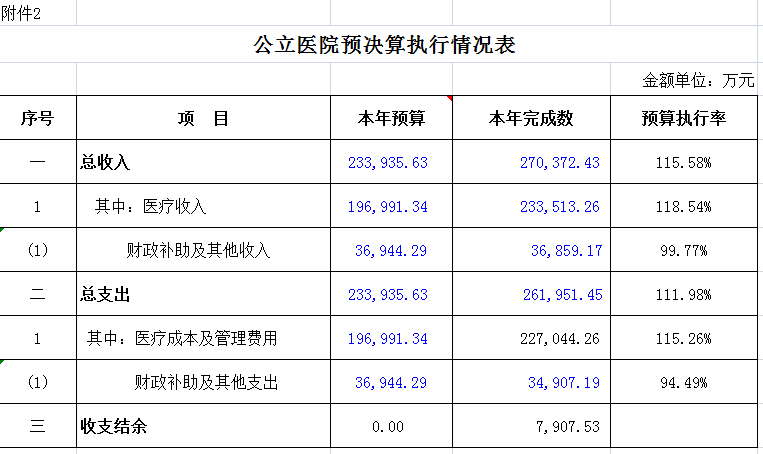 附件2
公立医院预决算执行情况表
金额单位：万元
序号 项 目 本年预算 本年完成数 预算执行率
一 总收入 233,935.63 270,372.43 115.58%
1 其中：医疗收入 196,991.34 233,513.26 118.54%
(1) 财政补助及其他收入 36,944.29 36,859.17 99.77%
二 总支出 233,935.63 261,951.45 111.98%
1 其中：医疗成本及管理费用 196,991.34 227,044.26 115.26%
(1) 财政补助及其他支出 36,944.29 34,907.19 94.49%
三 收支结余 0.00 7,907.53